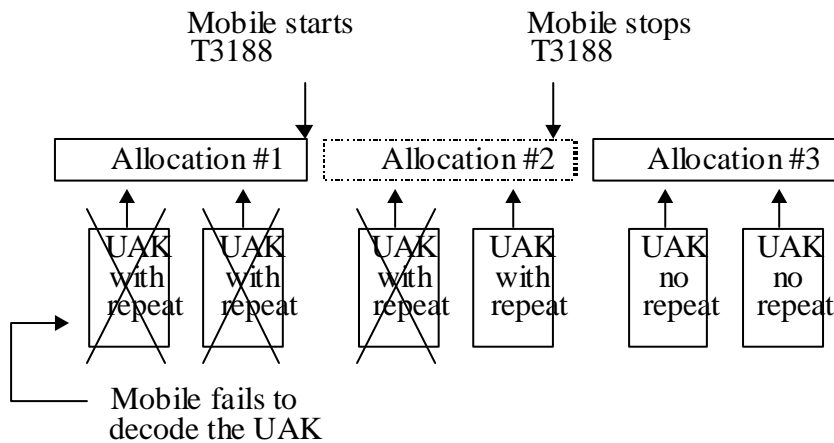 Mobile starts
T3188
Mobile stops
T3188
Allocation #1
Allocation #2
Allocation #3
UAK
with
repeat
UAK
with
repeat
UAK
with
repeat
UAK
with
repeat
UAK
no
repeat
UAK
no
repeat
Mobile fails to
decode the UAK